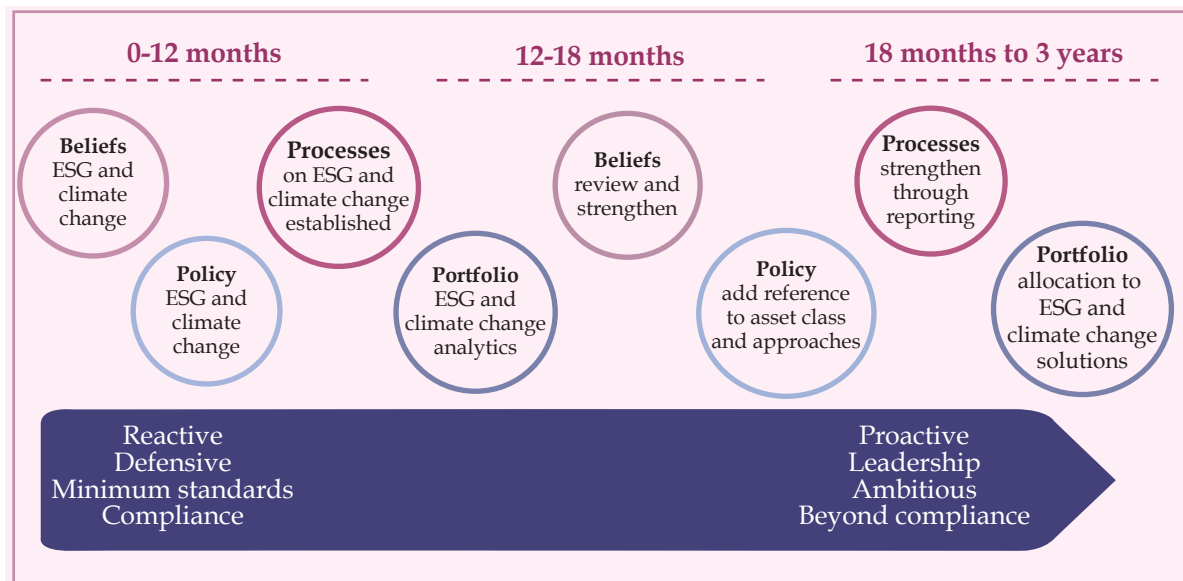 0-12 months
12-18 months
18 months to 3 years
Beliefs
ESG and
climate
change
Policy
ESG and
climate
change
Processes
on ESG and
climate change
established
Portfolio
ESG and
climate change
analytics
Beliefs
review and
strengthen
Policy
add reference
to asset class
and approaches
Processes
strengthen
through
reporting
Portfolio
allocation to
ESG and
climate change
solutions
Reactive
Defensive
Minimum standards
Compliance
Proactive
Leadership
Ambitious
Beyond compliance